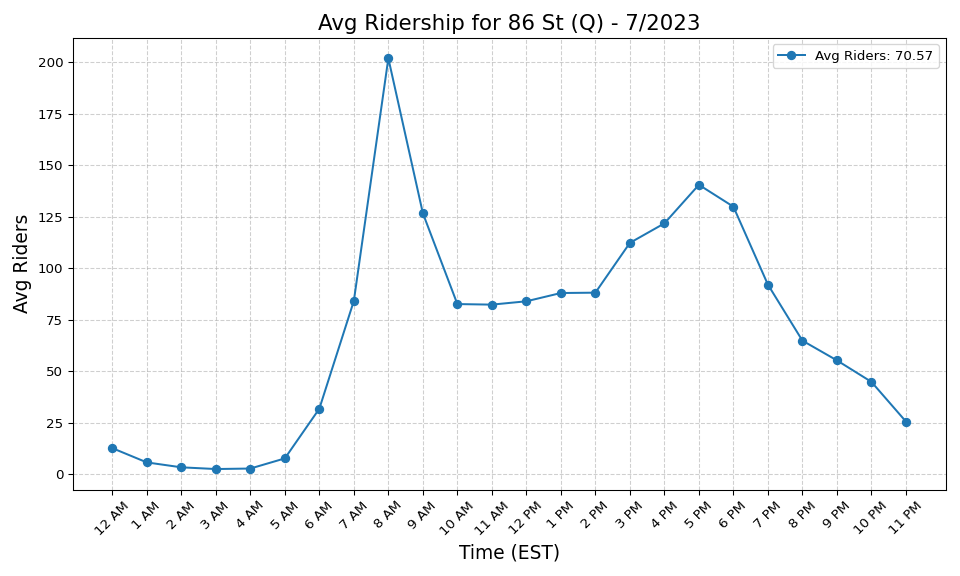 Avg Ridership for 86 St (Q) - 7/2023
Avg Riders: 70.57
Avg Riders
200
175
150
125
100
75
50
25
0
12 AM
1 AM
2 AM
3 AM
4 AM
5 AM
6 AM
7 AM
8 AM
9 AM
10 AM
11 AM
12 PM
1 PM
2 PM
3 PM
4 PM
5 PM
6 PM
7 PM
8 PM
9 PM
10 PM
11 PM
Time (EST)